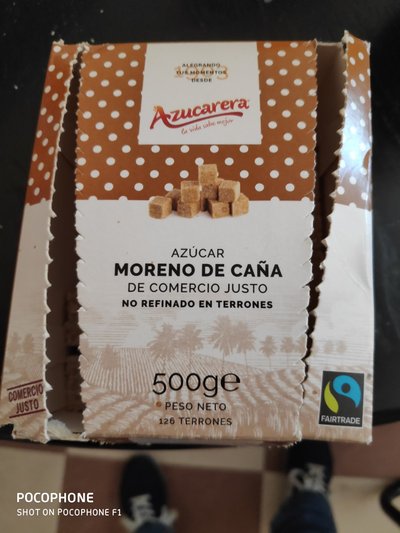 ALEGRANDO
TUS MOMENTOS
DESDE
Azucarera
la vida sabe mejor
AZÚCAR
MORENO DE CAÑA
DE COMERCIO JUSTO
NO REFINADO EN TERRONES
500g℮
PESO NETO
126 TERRONES
COMERCIO
JUSTO
FAIRTRADE
POCOPHONE
SHOT ON POCOPHONE F1